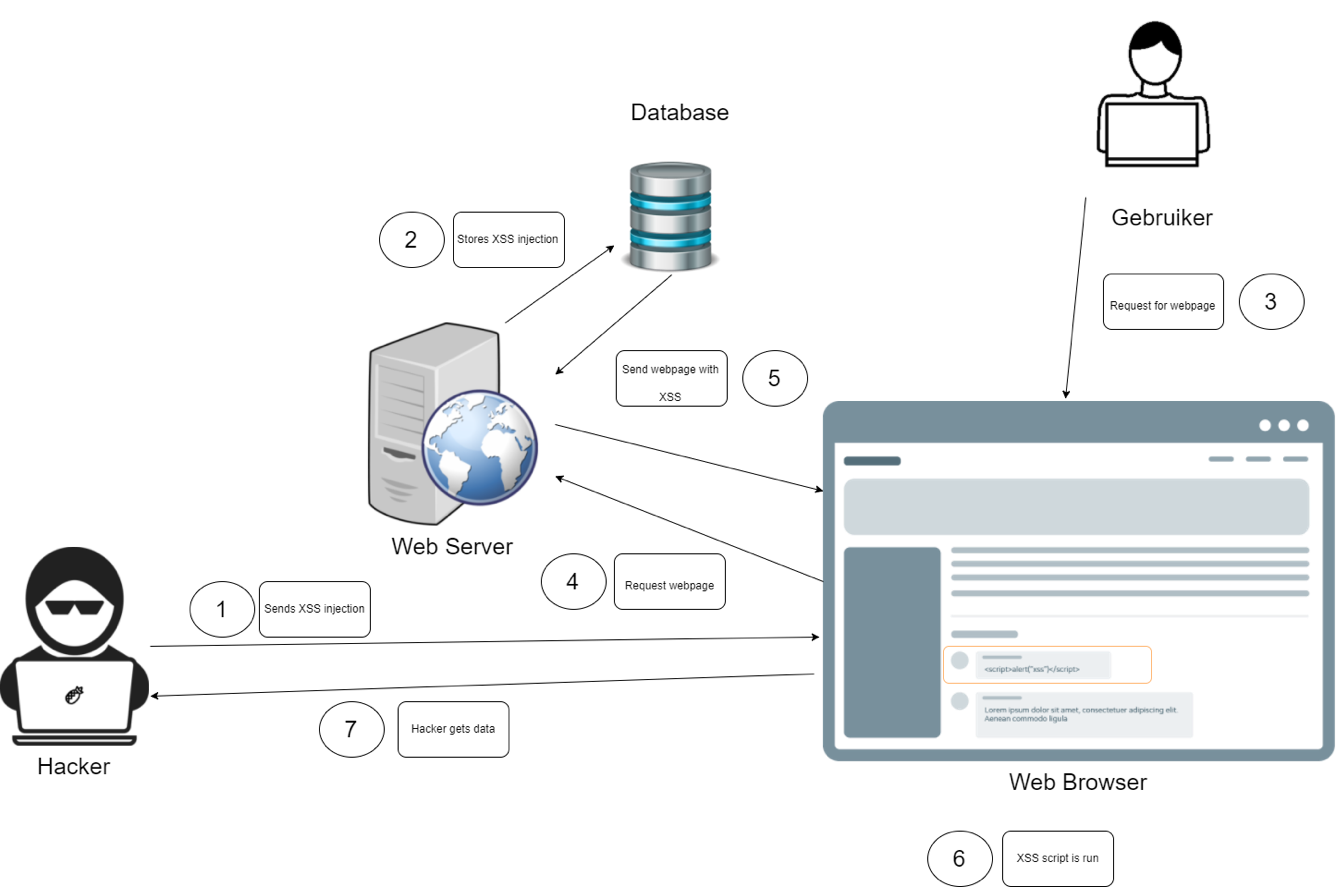 Database
Gebruiker
2
Stores XSS injection
Request for webpage
3
Send webpage with
XSS
5
Web Server
4
Request webpage
1
Sends XSS injection
<script>alert("xss")</script>
Lorem ipsum dolor sit amet, consectetuer adipiscing elit.
Aenean commodo ligula
7
Hacker gets data
Hacker
Web Browser
6
XSS script is run